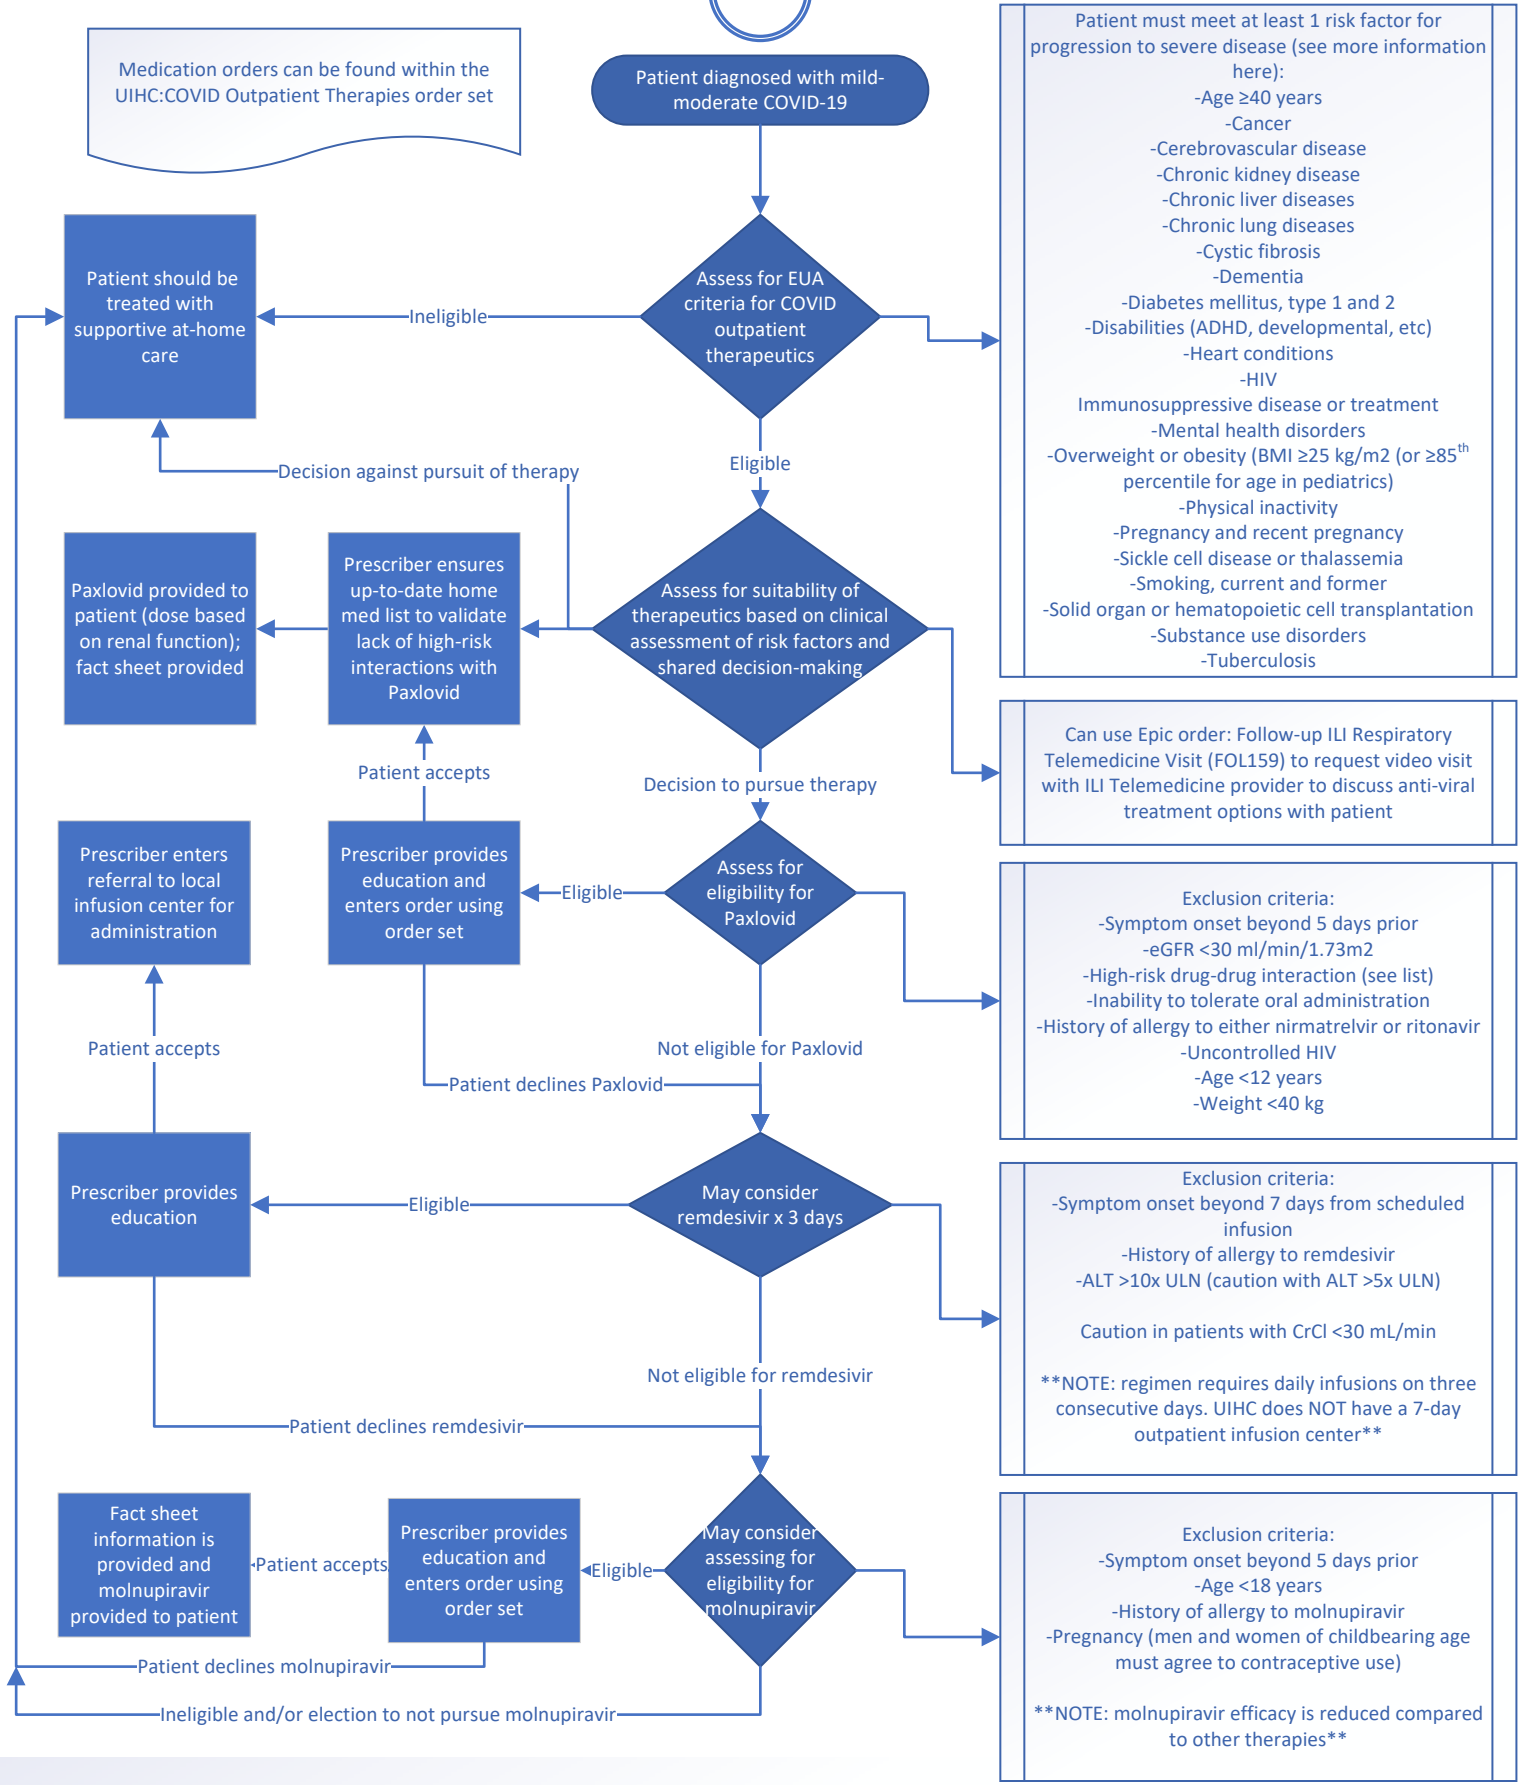 Medication orders can be found within the
UIHC:COVID Outpatient Therapies order set
Patient diagnosed with mild-
moderate COVID-19
Patient must meet at least 1 risk factor for
progression to severe disease (see more information
here):
-Age ≥40 years
-Cancer
-Cerebrovascular disease
-Chronic kidney disease
-Chronic liver diseases
-Chronic lung diseases
-Cystic fibrosis
-Dementia
-Diabetes mellitus, type 1 and 2
-Disabilities (ADHD, developmental, etc)
-Heart conditions
-HIV
Immunosuppressive disease or treatment
-Mental health disorders
-Overweight or obesity (BMI ≥25 kg/m2 (or ≥85th
percentile for age in pediatrics)
-Physical inactivity
-Pregnancy and recent pregnancy
-Sickle cell disease or thalassemia
-Smoking, current and former
-Solid organ or hematopoietic cell transplantation
-Substance use disorders
-Tuberculosis
Patient should be
treated with
supportive at-home
care
Ineligible
Assess for EUA
criteria for COVID
outpatient
therapeutics
Eligible
Decision against pursuit of therapy
Paxlovid provided to
patient (dose based
on renal function);
fact sheet provided
Prescriber ensures
up-to-date home
med list to validate
lack of high-risk
interactions with
Paxlovid
Assess for suitability of
therapeutics based on clinical
assessment of risk factors and
shared decision-making
Can use Epic order: Follow-up ILI Respiratory
Telemedicine Visit (FOL159) to request video visit
with ILI Telemedicine provider to discuss anti-viral
treatment options with patient
Patient accepts
Decision to pursue therapy
Prescriber enters
referral to local
infusion center for
administration
Prescriber provides
education and
enters order using
order set
Eligible
Assess for
eligibility for
Paxlovid
Exclusion criteria:
-Symptom onset beyond 5 days prior
-eGFR <30 ml/min/1.73m2
-High-risk drug-drug interaction (see list)
-Inability to tolerate oral administration
-History of allergy to either nirmatrelvir or ritonavir
-Uncontrolled HIV
-Age <12 years
-Weight <40 kg
Patient accepts
Not eligible for Paxlovid
Patient declines Paxlovid
Prescriber provides
education
Eligible
May consider
remdesivir x 3 days
Exclusion criteria:
-Symptom onset beyond 7 days from scheduled
infusion
-History of allergy to remdesivir
-ALT >10x ULN (caution with ALT >5x ULN)
Caution in patients with CrCl <30 mL/min
**NOTE: regimen requires daily infusions on three
consecutive days. UIHC does NOT have a 7-day
outpatient infusion center**
Not eligible for remdesivir
Patient declines remdesivir
Fact sheet
information is
provided and
molnupiravir
provided to patient
Patient accepts
Prescriber provides
education and
enters order using
order set
Eligible
May consider
assessing for
eligibility for
molnupiravir
Exclusion criteria:
-Symptom onset beyond 5 days prior
-Age <18 years
-History of allergy to molnupiravir
-Pregnancy (men and women of childbearing age
must agree to contraceptive use)
**NOTE: molnupiravir efficacy is reduced compared
to other therapies**
Patient declines molnupiravir
Ineligible and/or election to not pursue molnupiravir